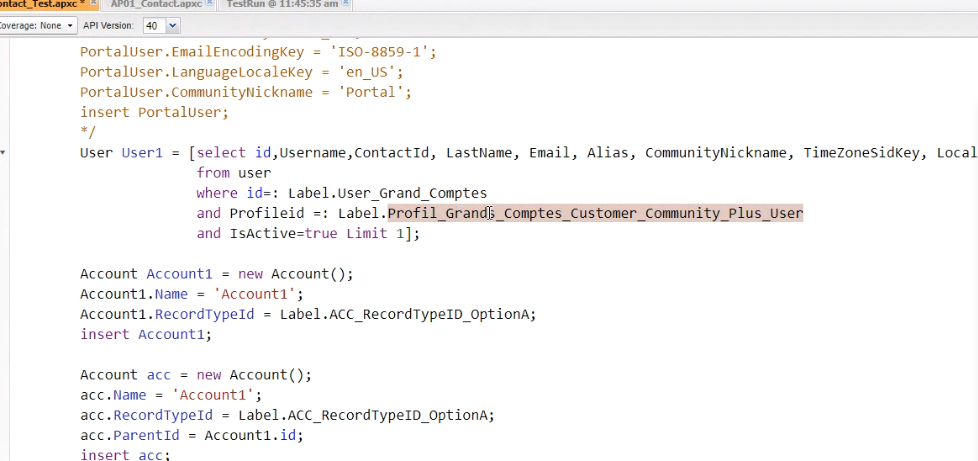 ontact_Test.apxc * AP01_Contact.apxc TestRun @ 11:45:35 am
Coverage: None API Version: 40
PortalUser.EmailEncodingKey = 'ISO-8859-1';
PortalUser.LanguageLocaleKey = 'en_US';
PortalUser.CommunityNickname = 'Portal';
insert PortalUser;
*/
User User1 = [select id,Username,ContactId, LastName, Email, Alias, CommunityNickname, TimeZoneSidKey, Local
from user
where id=: Label.User_Grand_Comptes
and Profileid =: Label.Profil_Grands_Comptes_Customer_Community_Plus_User
and IsActive=true Limit 1];
Account Account1 = new Account();
Account1.Name = 'Account1';
Account1.RecordTypeId = Label.ACC_RecordTypeID_OptionA;
insert Account1;
Account acc = new Account();
acc.Name = 'Account1';
acc.RecordTypeId = Label.ACC_RecordTypeID_OptionA;
acc.ParentId = Account1.id;
insert acc;